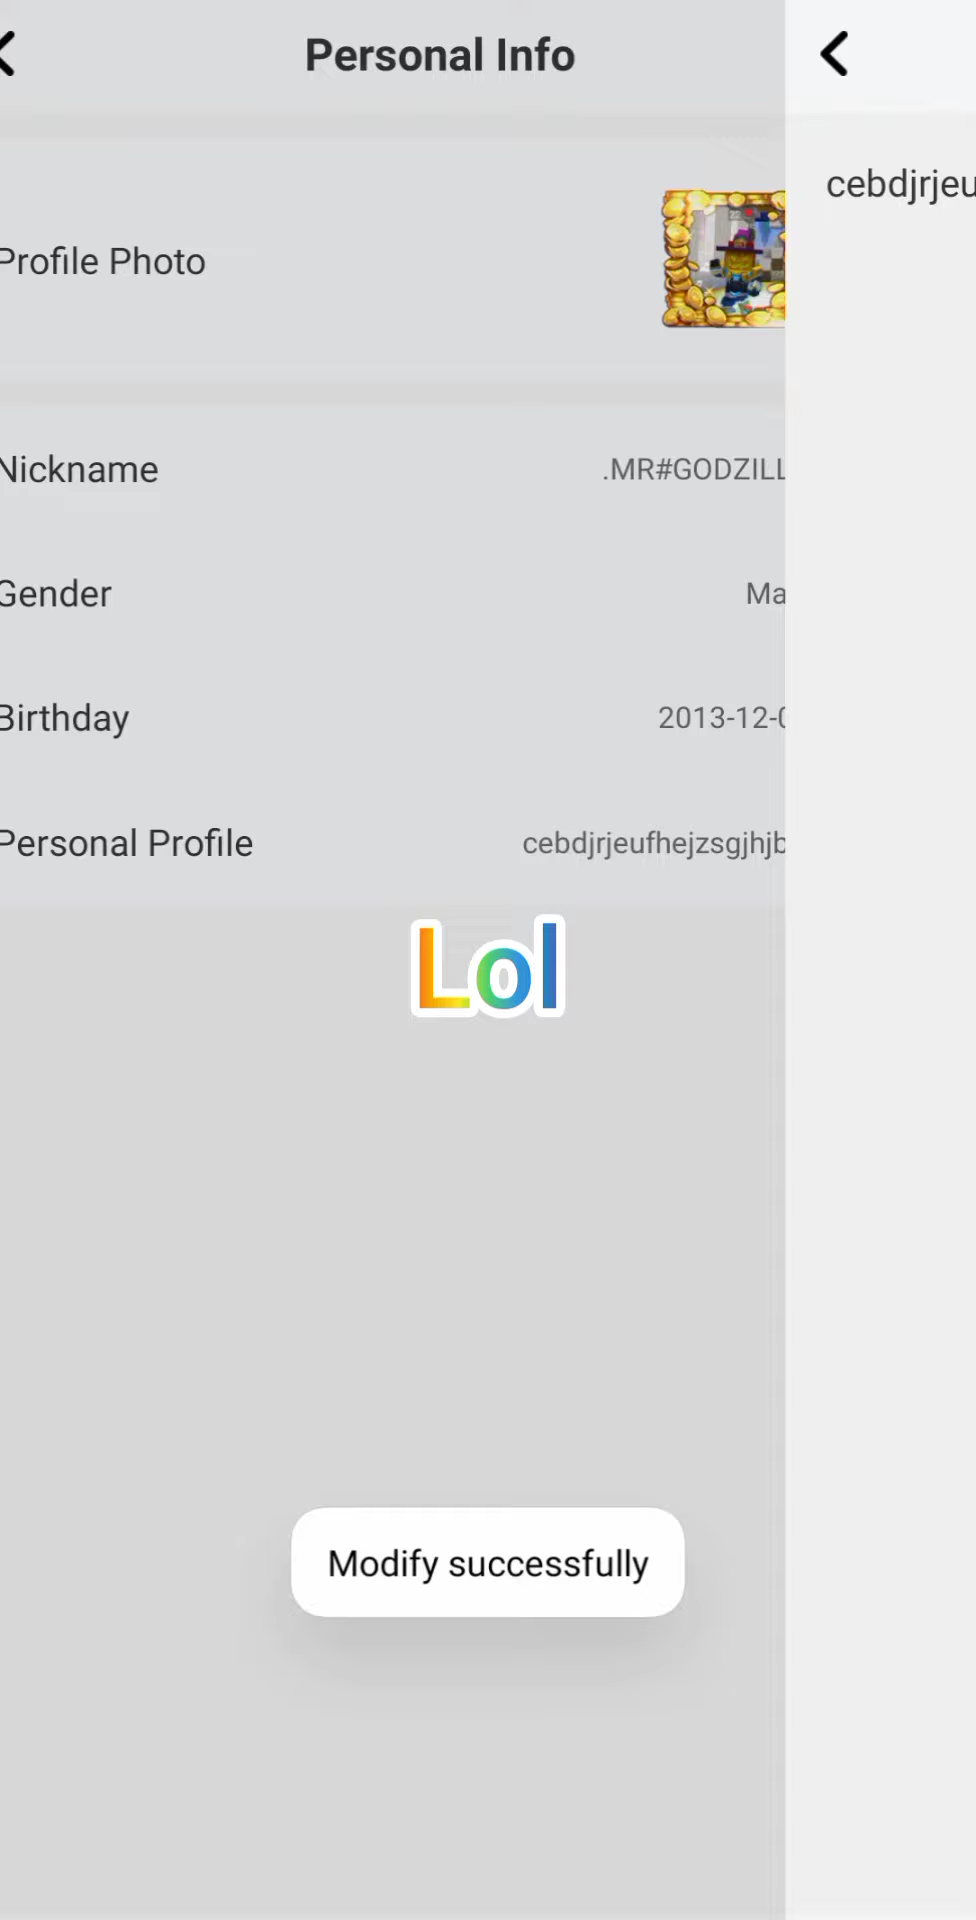 Personal Info
cebdjrjeu
Profile Photo
Nickname
.MR#GODZILL
Gender
Ma
Birthday
2013-12-0
Personal Profile
cebdjrjeufhejzsgjhjb
Lol
Modify successfully